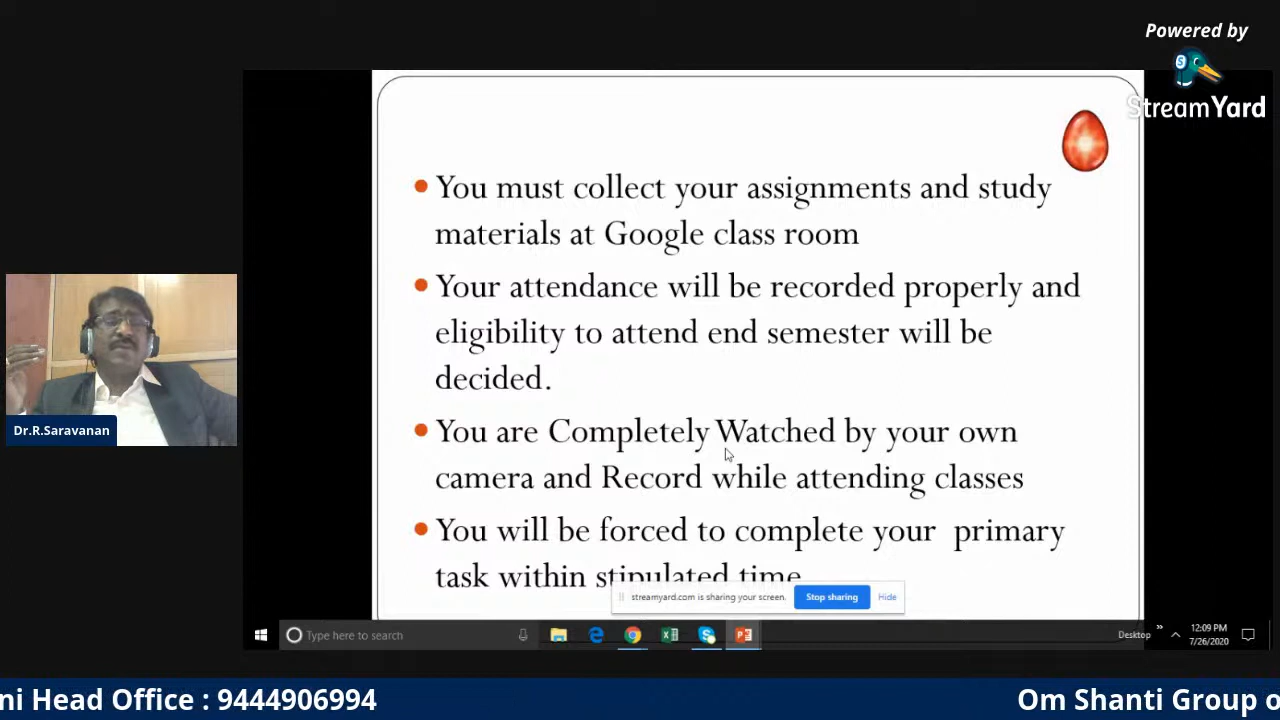 Powered by
StreamYard
You must collect your assignments and study
materials at Google class room
Your attendance will be recorded properly and
eligibility to attend end semester will be
decided.
You are Completely Watched by your own
camera and Record while attending classes
You will be forced to complete your primary
task within stipulated time
streamyard.com is sharing your screen. Stop sharing Hide
Dr.R.Saravanan
Type here to search
Desktop
12:09 PM
7/26/2020
ni Head Office : 9444906994
Om Shanti Group o